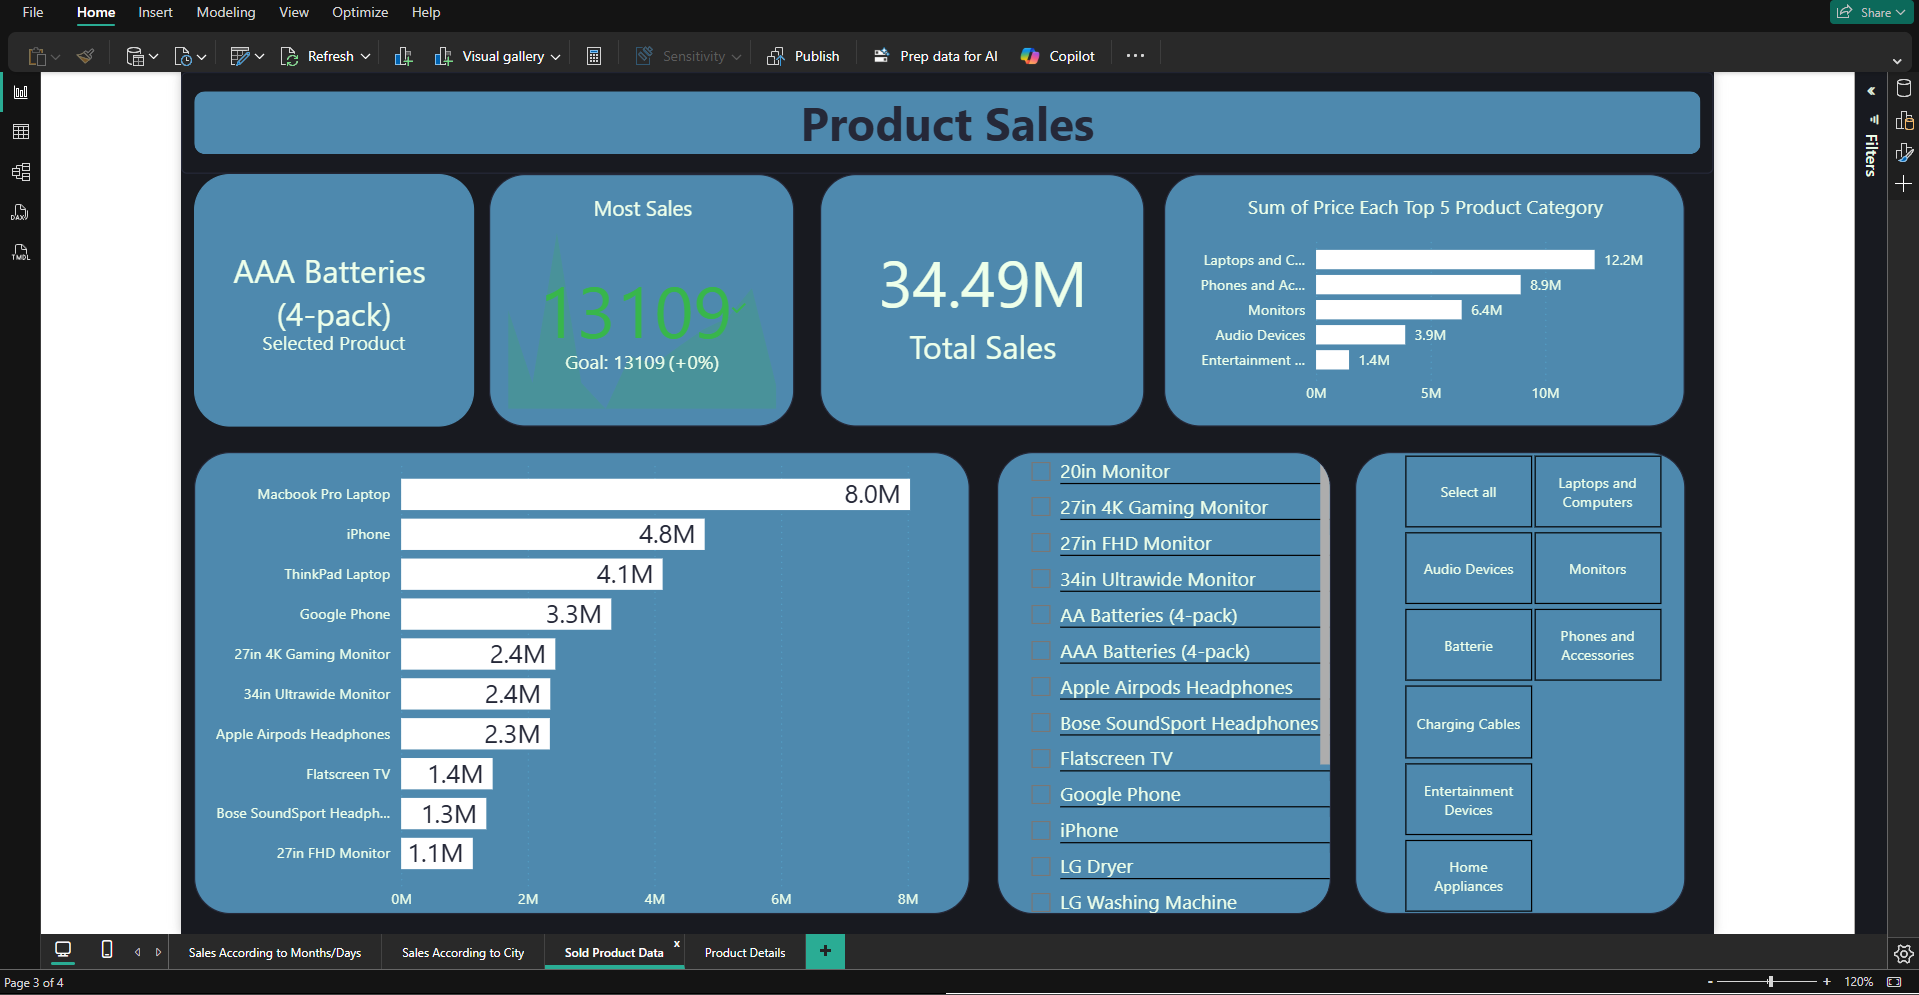 File Home Insert Modeling View Optimize Help
Share
Refresh Visual gallery Sensitivity Publish Prep data for AI Copilot
DAX
TMDL
Filters
Product Sales
AAA Batteries
(4-pack)
Selected Product
Most Sales
13109
Goal: 13109 (+0%)
34.49M
Total Sales
Sum of Price Each Top 5 Product Category
Laptops and C... 12.2M
Phones and Ac... 8.9M
Monitors 6.4M
Audio Devices 3.9M
Entertainment ... 1.4M
0M 5M 10M
Macbook Pro Laptop 8.0M
iPhone 4.8M
ThinkPad Laptop 4.1M
Google Phone 3.3M
27in 4K Gaming Monitor 2.4M
34in Ultrawide Monitor 2.4M
Apple Airpods Headphones 2.3M
Flatscreen TV 1.4M
Bose SoundSport Headph... 1.3M
27in FHD Monitor 1.1M
0M 2M 4M 6M 8M
20in Monitor
27in 4K Gaming Monitor
27in FHD Monitor
34in Ultrawide Monitor
AA Batteries (4-pack)
AAA Batteries (4-pack)
Apple Airpods Headphones
Bose SoundSport Headphones
Flatscreen TV
Google Phone
iPhone
LG Dryer
LG Washing Machine
Select all
Laptops and
Computers
Audio Devices
Monitors
Batterie
Phones and
Accessories
Charging Cables
Entertainment
Devices
Home
Appliances
Sales According to Months/Days Sales According to City Sold Product Data x Product Details +
Page 3 of 4
- + 120%